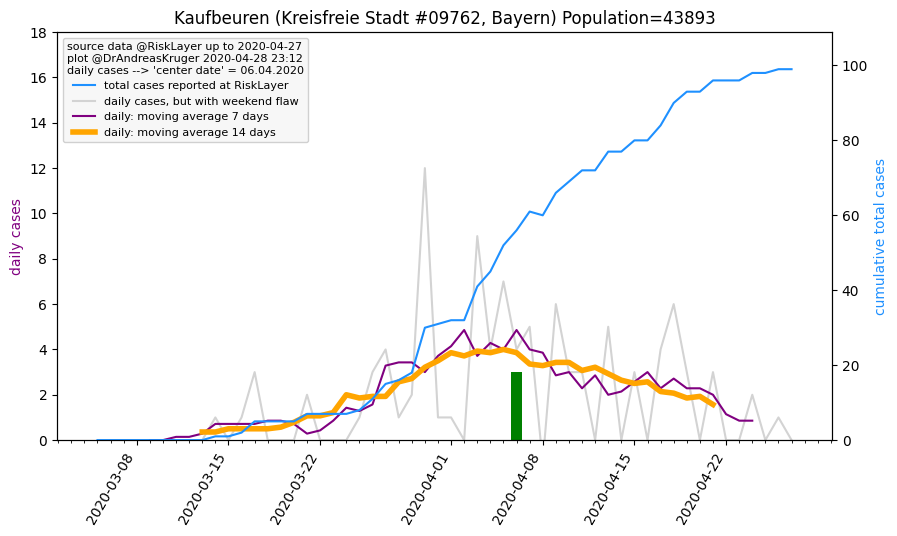 Kaufbeuren (Kreisfreie Stadt #09762, Bayern) Population=43893
source data @RiskLayer up to 2020-04-27
plot @DrAndreasKruger 2020-04-28 23:12
daily cases --> 'center date' = 06.04.2020
total cases reported at RiskLayer
daily cases, but with weekend flaw
daily: moving average 7 days
daily: moving average 14 days
daily cases
18
16
14
12
10
8
6
4
2
0
100
80
60
40
20
0
cumulative total cases
2020-03-08
2020-03-15
2020-03-22
2020-04-01
2020-04-08
2020-04-15
2020-04-22